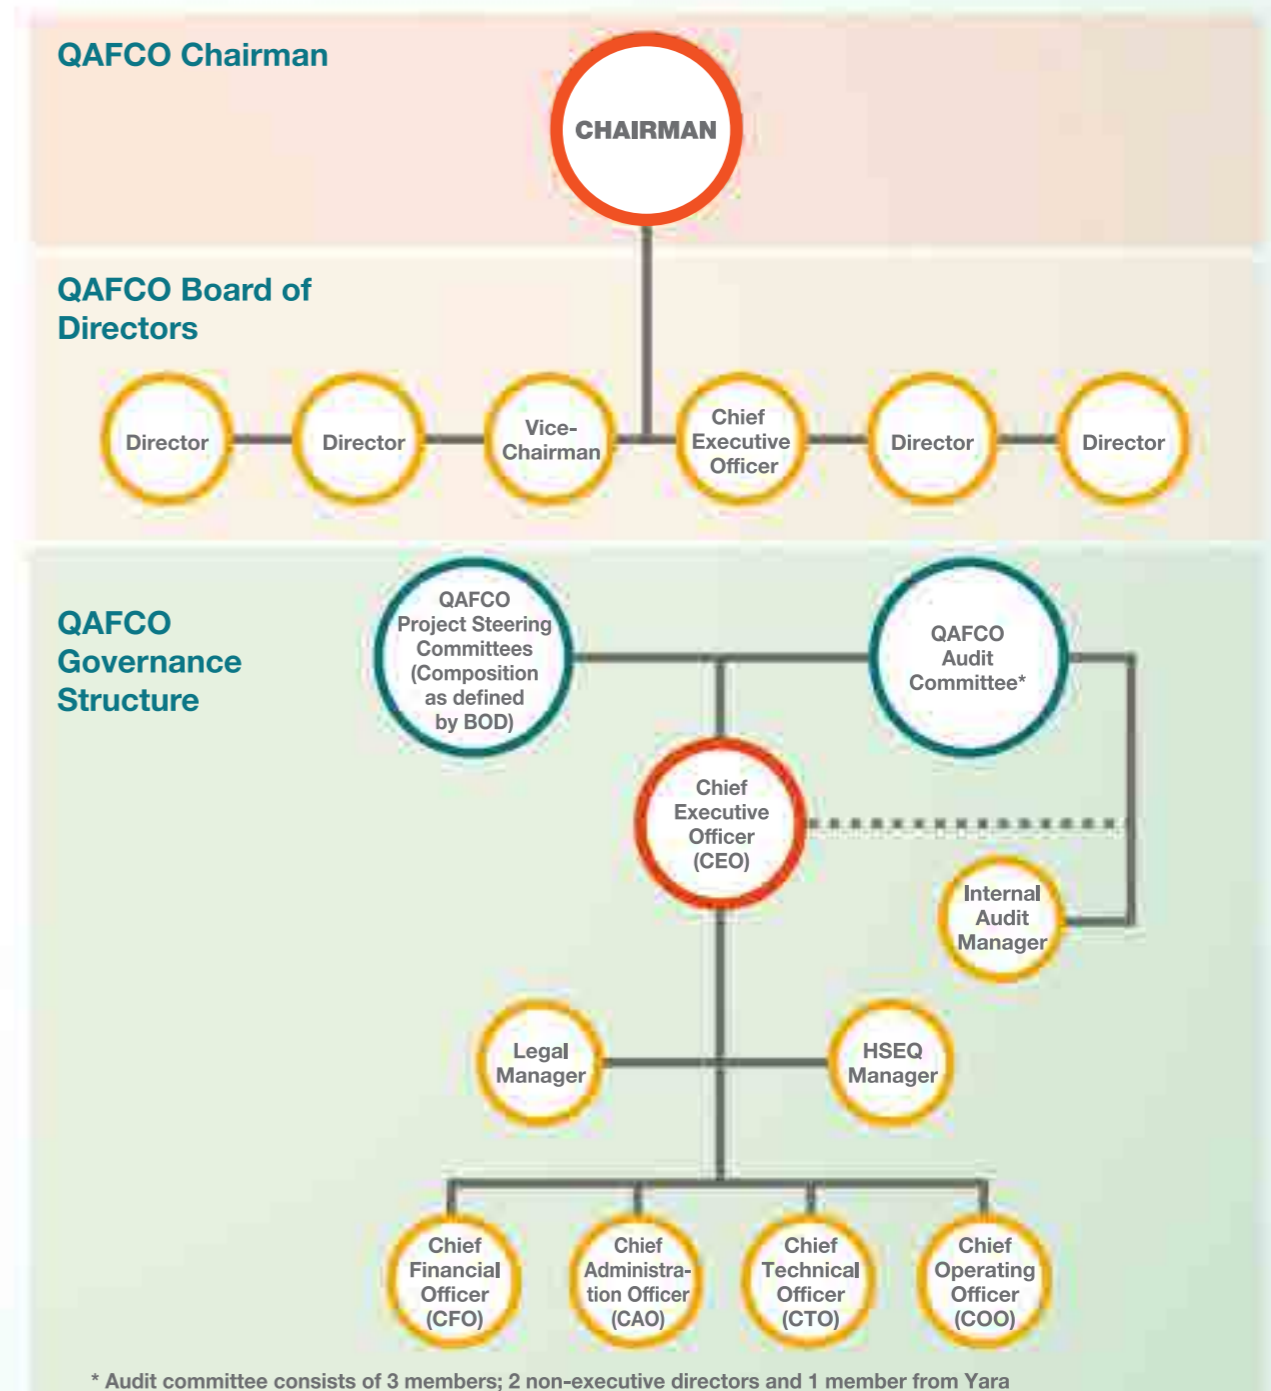 QAFCO Chairman
CHAIRMAN
QAFCO Board of
Directors
Director
Director
Vice-
Chairman
Chief
Executive
Officer
Director
Director
QAFCO
Governance
Structure
QAFCO
Project Steering
Committees
(Composition
as defined
by BOD)
QAFCO
Audit
Committee*
Chief
Executive
Officer
(CEO)
Internal
Audit
Manager
Legal
Manager
HSEQ
Manager
Chief
Financial
Officer
(CFO)
Chief
Administra-
tion Officer
(CAO)
Chief
Technical
Officer
(CTO)
Chief
Operating
Officer
(COO)
* Audit committee consists of 3 members; 2 non-executive directors and 1 member from Yara